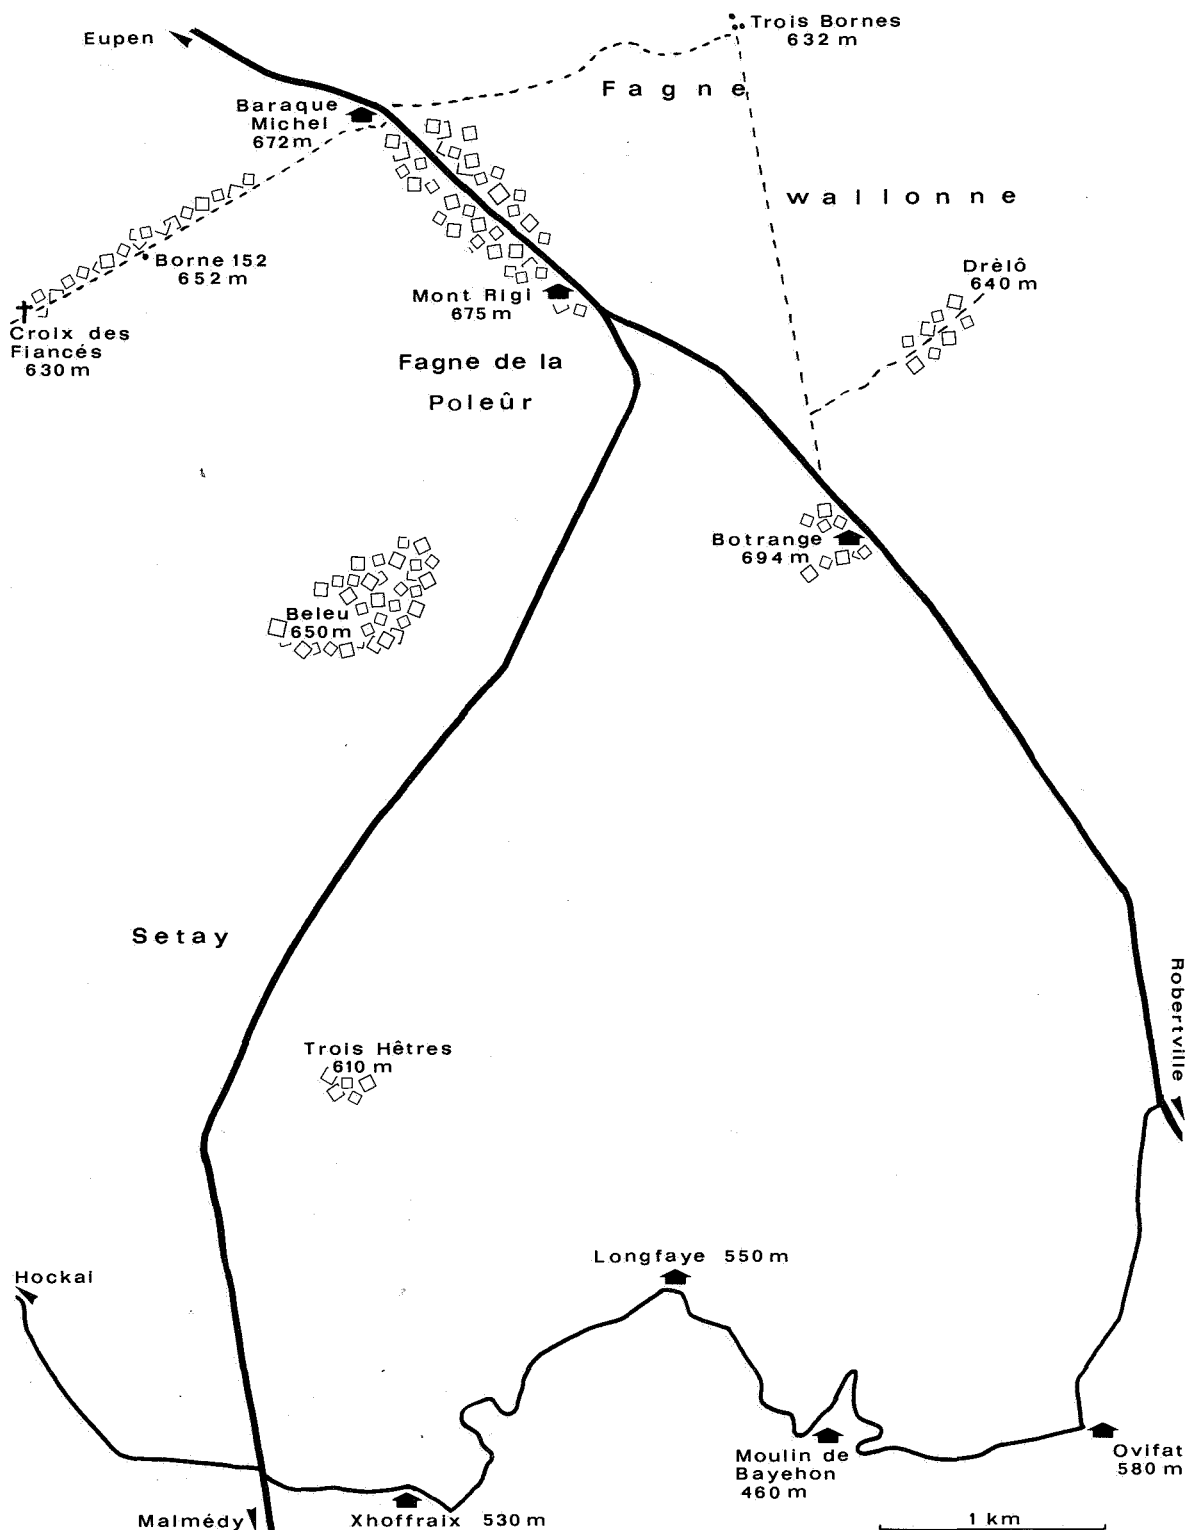 Trois Bornes
632 m
Eupen
Fagne
Baraque
Michel
672m
wallonne
Borne 152
652 m
Drèlô
640 m
Mont Rigi
675 m
Croix des
Fiancés
630 m
Fagne de la
Poleûr
Botrange
694 m
Beleu
650m
Setay
Robertville
Trois Hêtres
610 m
Longfaye 550 m
Hockai
Moulin de
Bayehon
460 m
Ovifat
580 m
1 km
Malmédy
Xhoffraix 530 m